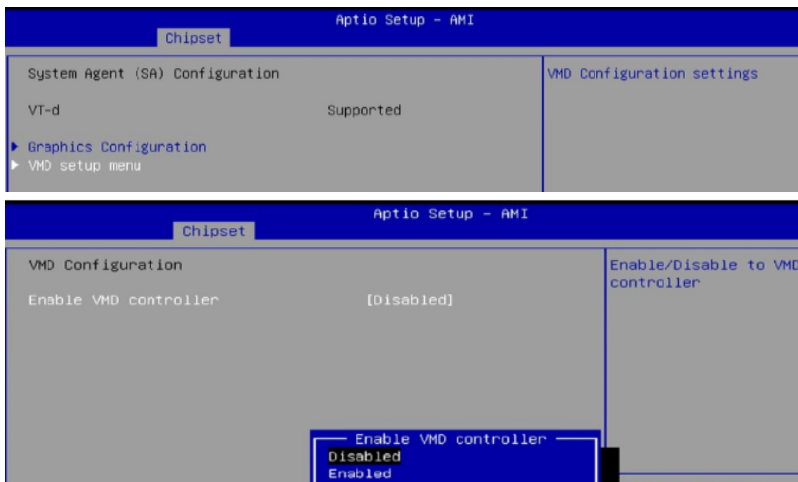 Aptio Setup - AMI
Chipset
System Agent (SA) Configuration
VMD Configuration settings
VT-d Supported
Graphics Configuration
VMD setup menu
Aptio Setup - AMI
Chipset
VMD Configuration
Enable/Disable to VMD
controller
Enable VMD controller [Disabled]
Enable VMD controller
Disabled
Enabled